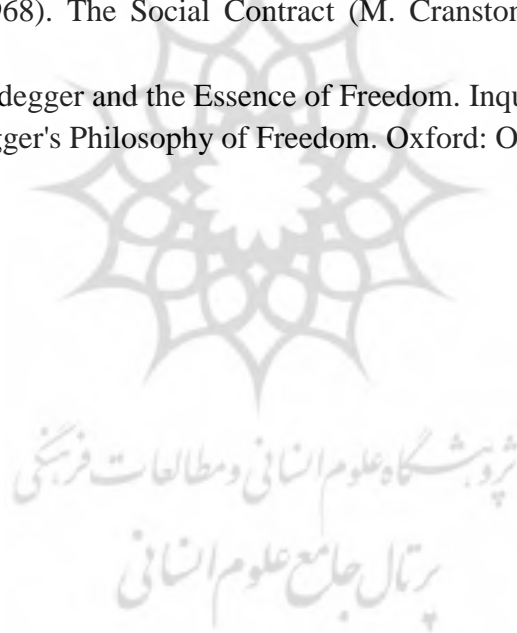 968). The Social Contract (M. Cranston
degger and the Essence of Freedom. Inqu
gger's Philosophy of Freedom. Oxford: O
پژوهشگاه علوم انسانی و مطالعات فرهنگی
پرتال جامع علوم انسانی